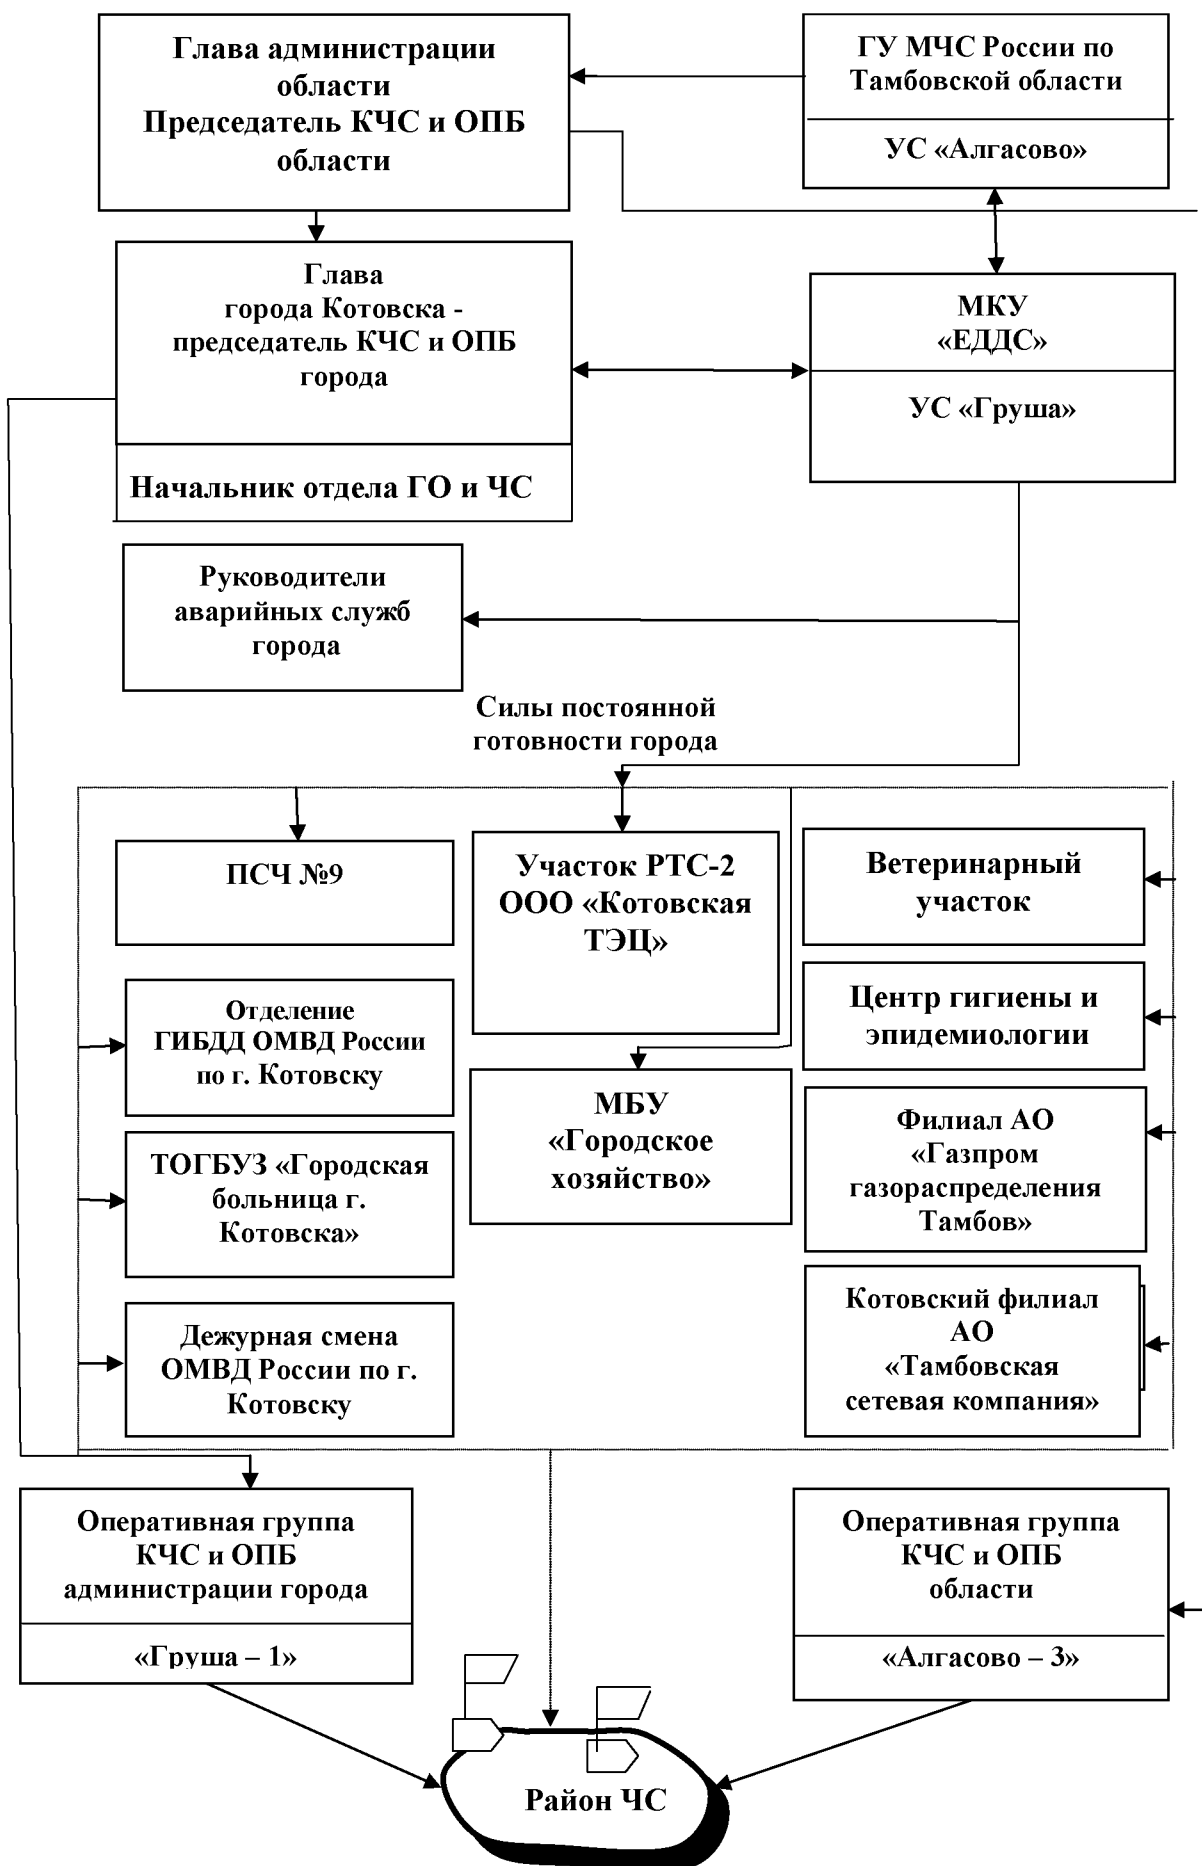 Глава администрации
области
Председатель КЧС и ОПБ
области
ГУ МЧС России по
Тамбовской области
УС «Алгасово»
Глава
города Котовска -
председатель КЧС и ОПБ
города
Начальник отдела ГО и ЧС
МКУ
«ЕДДС»
УС «Груша»
Руководители
аварийных служб
города
Силы постоянной
готовности города
ПСЧ №9
Участок РТС-2
ООО «Котовская
ТЭЦ»
Ветеринарный
участок
Отделение
ГИБДД ОМВД России
по г. Котовску
Центр гигиены и
эпидемиологии
МБУ
«Городское
хозяйство»
Филиал АО
«Газпром
газораспределения
Тамбов»
ТОГБУЗ «Городская
больница г.
Котовска»
Дежурная смена
ОМВД России по г.
Котовску
Котовский филиал
АО
«Тамбовская
сетевая компания»
Оперативная группа
КЧС и ОПБ
администрации города
«Груша – 1»
Оперативная группа
КЧС и ОПБ
области
«Алгасово – 3»
Район ЧС